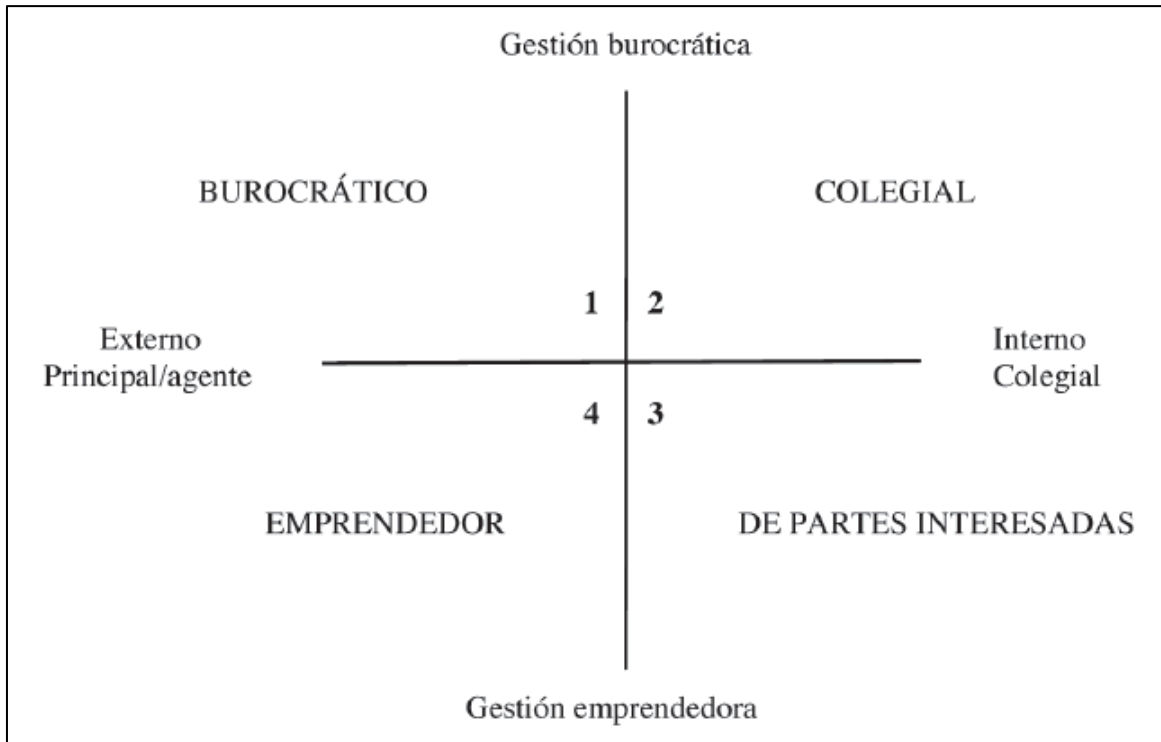 Gestión burocrática
BUROCRÁTICO
COLEGIAL
1
2
Externo
Principal/agente
Interno
Colegial
4
3
EMPRENDEDOR
DE PARTES INTERESADAS
Gestión emprendedora